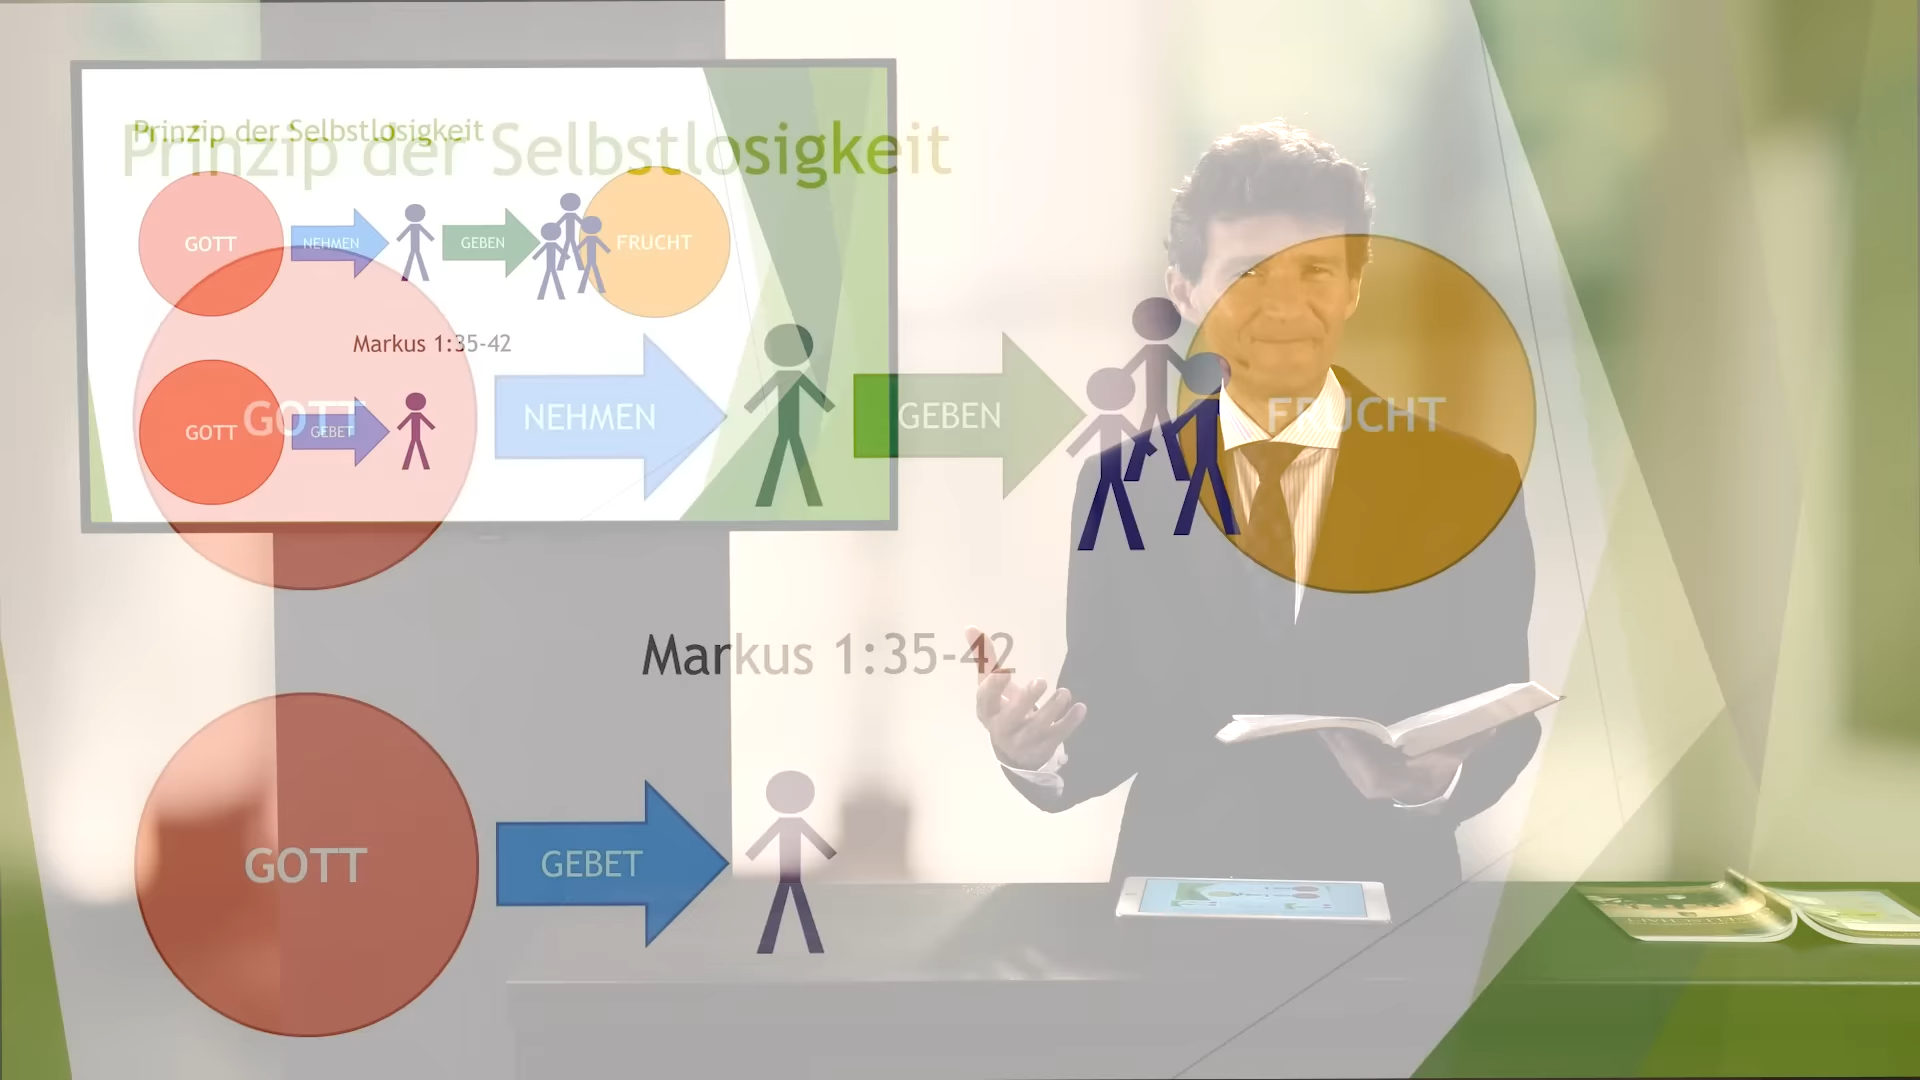 Prinzip der Selbstlosigkeit
GOTT NEHMEN GEBEN FRUCHT
Markus 1:35-42
GOTT GEBET
Prinzip der Selbstlosigkeit
GOTT NEHMEN GEBEN FRUCHT
Markus 1:35-42
GOTT GEBET